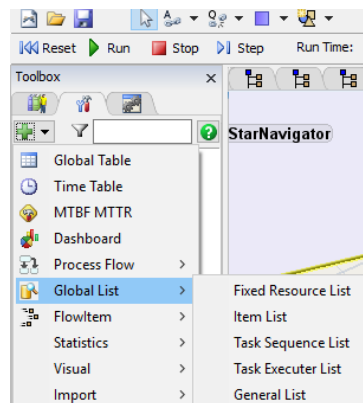 Reset Run Stop Step Run Time:
Toolbox
StarNavigator
Global Table
Time Table
MTBF MTTR
Dashboard
Process Flow
Global List
FlowItem
Statistics
Visual
Import
Fixed Resource List
Item List
Task Sequence List
Task Executer List
General List